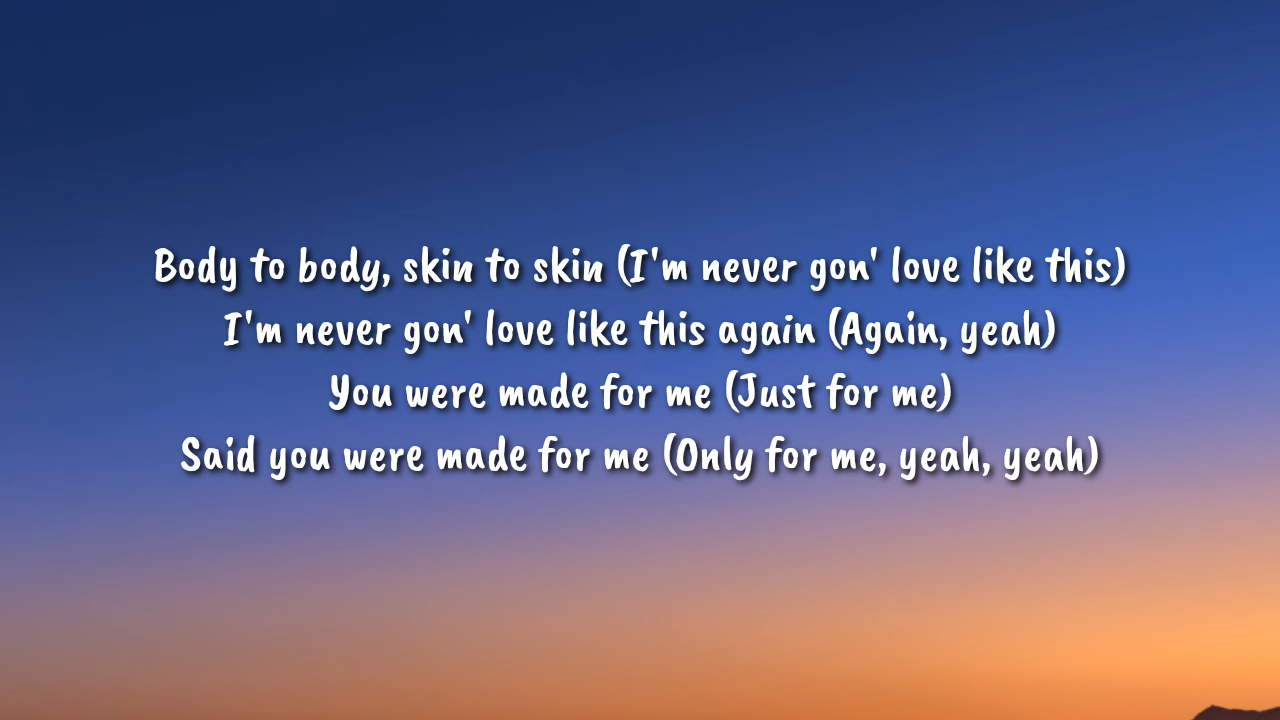 Body to body, skin to skin (I'm never gon' love like this)
I'm never gon' love like this again (Again, yeah)
You were made for me (Just for me)
Said you were made for me (Only for me, yeah, yeah)